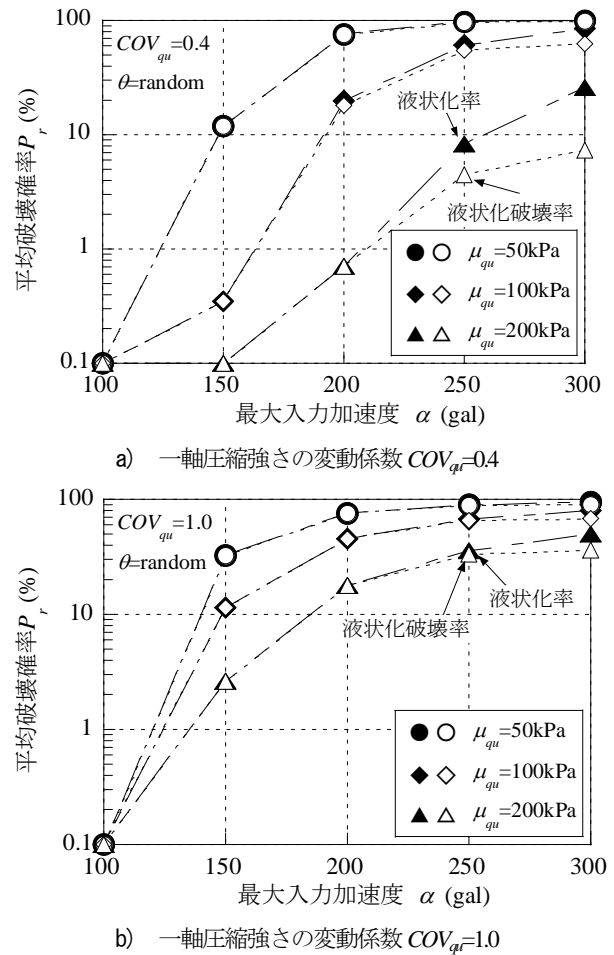 100
10
1
0.1
平均破壊確率P_r (%)
COV_qu=0.4
θ=random
液状化率
液状化破壊率
μ_qu=50kPa
μ_qu=100kPa
μ_qu=200kPa
100 150 200 250 300
最大入力加速度 α (gal)
a) 一軸圧縮強さの変動係数 COV_qu=0.4
100
10
1
0.1
平均破壊確率P_r (%)
COV_qu=1.0
θ=random
液状化率
液状化破壊率
μ_qu=50kPa
μ_qu=100kPa
μ_qu=200kPa
100 150 200 250 300
最大入力加速度 α (gal)
b) 一軸圧縮強さの変動係数 COV_qu=1.0